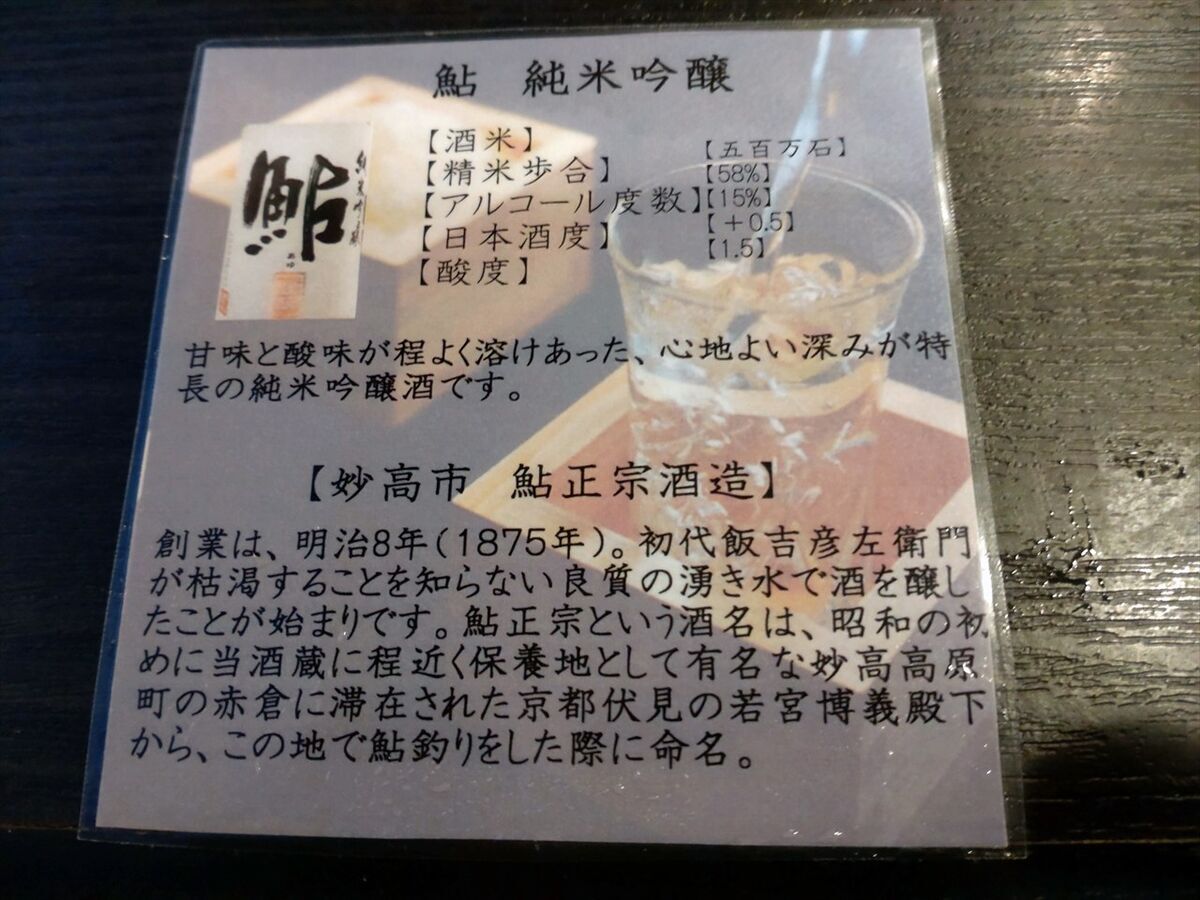 鮎　純米吟醸
【酒米】　【五百万石】
【精米歩合】　【58%】
【アルコール度数】【15%】
【日本酒度】　【＋0.5】
【酸度】　【1.5】
鮎
あゆ
甘味と酸味が程よく溶けあった、心地よい深みが特
長の純米吟醸酒です。
【妙高市　鮎正宗酒造】
創業は、明治8年(1875年)。初代飯吉彦左衛門
が枯渇することを知らない良質の湧き水で酒を醸し
たことが始まりです。鮎正宗という酒名は、昭和の初
めに当酒蔵に程近く保養地として有名な妙高高原
町の赤倉に滞在された京都伏見の若宮博義殿下
から、この地で鮎釣りをした際に命名。